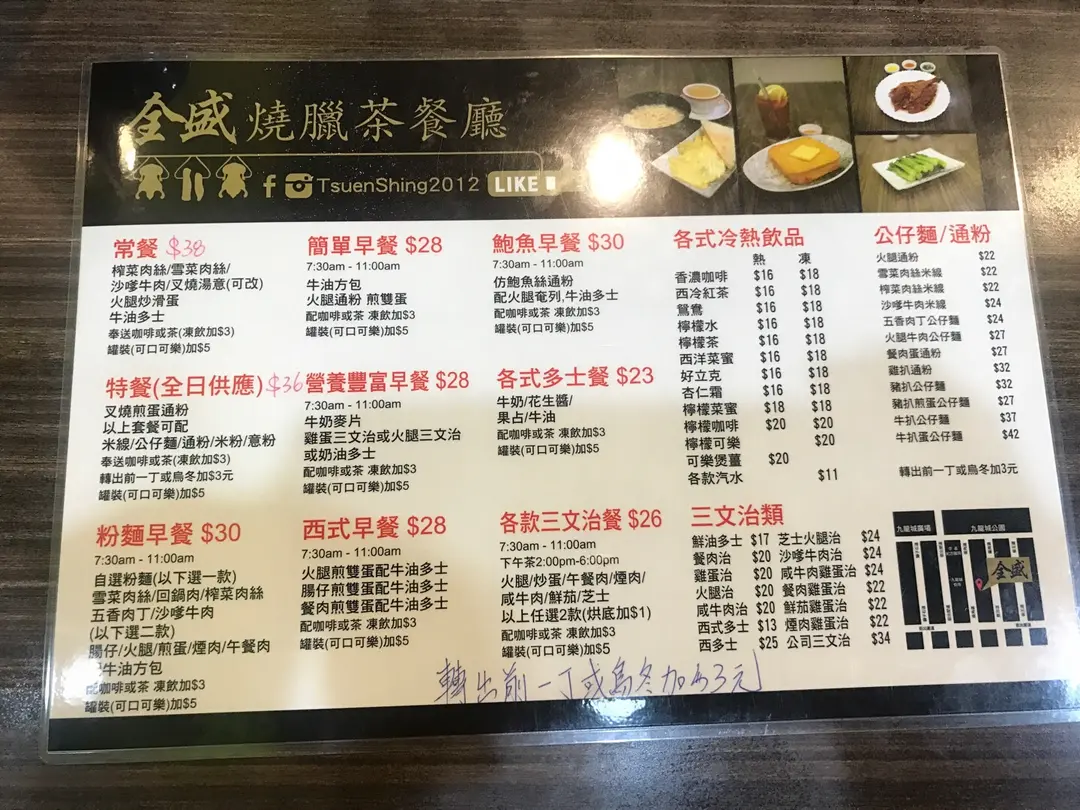 全盛燒臘茶餐廳
TsuenShing2012 LIKE
常餐 $38
榨菜肉絲/雪菜肉絲/
沙嗲牛肉/叉燒湯意(可改)
火腿炒滑蛋
牛油多士
奉送咖啡或茶(凍飲加$3)
罐裝(可口可樂)加$5
簡單早餐 $28
7:30am - 11:00am
牛油方包
火腿通粉 煎雙蛋
配咖啡或茶 凍飲加$3
罐裝(可口可樂)加$5
鮑魚早餐 $30
7:30am - 11:00am
仿鮑魚絲通粉
配火腿奄列,牛油多士
配咖啡或茶 凍飲加$3
罐裝(可口可樂)加$5
特餐(全日供應) $36
叉燒煎蛋通粉
以上套餐可配
米線/公仔麵/通粉/米粉/意粉
奉送咖啡或茶(凍飲加$3)
轉出前一丁或烏冬加$3元
罐裝(可口可樂)加$5
營養豐富早餐 $28
7:30am - 11:00am
牛奶麥片
雞蛋三文治或火腿三文治
或奶油多士
配咖啡或茶 凍飲加$3
罐裝(可口可樂)加$5
各式多士餐 $23
牛奶/花生醬/
果占/牛油
配咖啡或茶 凍飲加$3
罐裝(可口可樂)加$5
粉麵早餐 $30
7:30am - 11:00am
自選粉麵(以下選一款)
雪菜肉絲/回鍋肉/榨菜肉絲
五香肉丁/沙嗲牛肉
(以下選二款)
腸仔/火腿/煎蛋/煙肉/午餐肉
牛油方包
配咖啡或茶 凍飲加$3
罐裝(可口可樂)加$5
西式早餐 $28
7:30am - 11:00am
火腿煎雙蛋配牛油多士
腸仔煎雙蛋配牛油多士
餐肉煎雙蛋配牛油多士
配咖啡或茶 凍飲加$3
罐裝(可口可樂)加$5
各款三文治餐 $26
7:30am - 11:00am
下午茶2:00pm-6:00pm
火腿/炒蛋/午餐肉/煙肉/
咸牛肉/鮮茄/芝士
以上任選2款(烘底加$1)
配咖啡或茶 凍飲加$3
罐裝(可口可樂)加$5
各式冷熱飲品
熱 凍
香濃咖啡 $16 $18
西冷紅茶 $16 $18
鴛鴦 $16 $18
檸檬水 $16 $18
檸檬茶 $16 $18
西洋菜蜜 $16 $18
好立克 $16 $18
杏仁霜 $16 $18
檸檬菜蜜 $18 $18
檸檬咖啡 $20 $20
檸檬可樂 $20
可樂煲薑 $20
各款汽水 $11
公仔麵/通粉
火腿通粉 $22
雪菜肉絲米線 $22
榨菜肉絲米線 $22
沙嗲牛肉米線 $24
五香肉丁公仔麵 $24
火腿牛肉公仔麵 $27
餐肉蛋通粉 $27
雞扒通粉 $32
豬扒公仔麵 $32
豬扒煎蛋公仔麵 $27
牛扒公仔麵 $37
牛扒蛋公仔麵 $42
轉出前一丁或烏冬加3元
三文治類
鮮油多士 $17 芝士火腿治 $24
餐肉治 $20 沙嗲牛肉治 $24
雞蛋治 $20 咸牛肉雞蛋治 $24
火腿治 $20 餐肉雞蛋治 $22
咸牛肉治 $20 鮮茄雞蛋治 $22
西式多士 $13 煙肉雞蛋治 $22
西多士 $25 公司三文治 $34
九龍城廣場 九龍城公園
全盛
轉出前一丁或烏冬加$3元